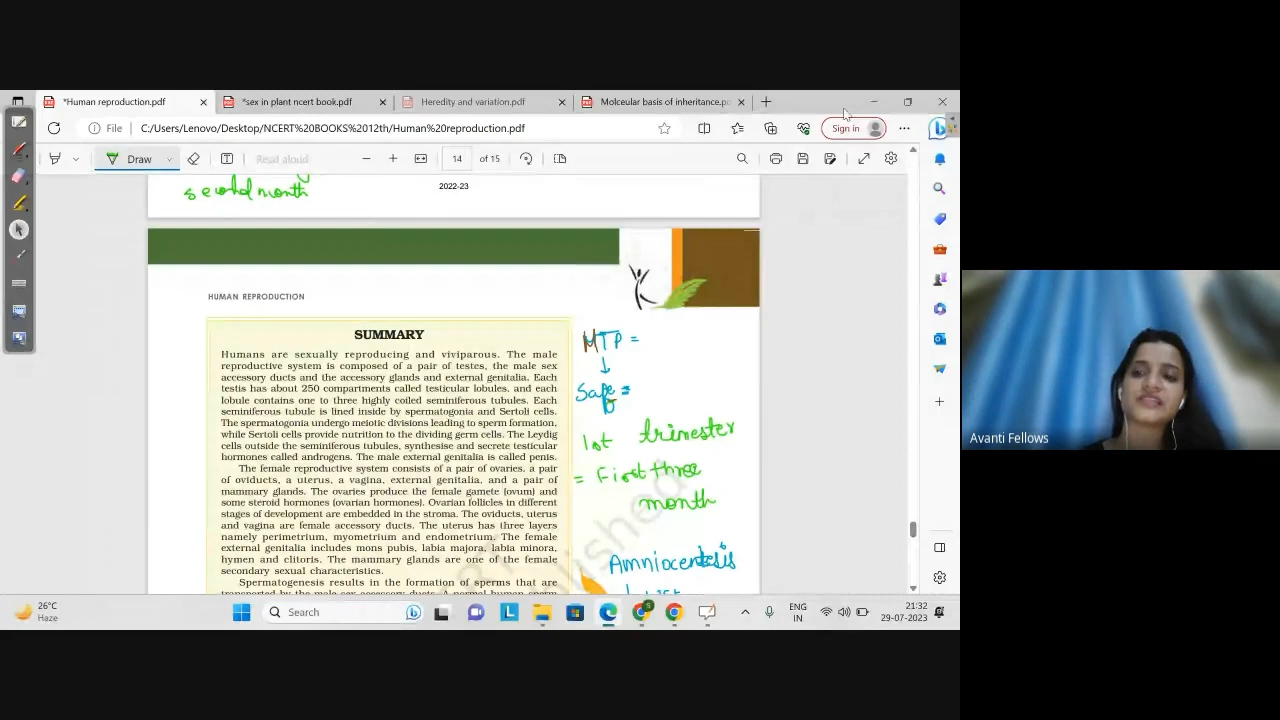 *Human reproduction.pdf
*sex in plant ncert book.pdf
Heredity and variation.pdf
Molceular basis of inheritance.p
File
C:/Users/Lenovo/Desktop/NCERT%20BOOKS%2012th/Human%20reproduction.pdf
Sign in
Draw
Read aloud
14 of 15
second month
2022-23
HUMAN REPRODUCTION
SUMMARY
Humans are sexually reproducing and viviparous. The male
reproductive system is composed of a pair of testes, the male sex
accessory ducts and the accessory glands and external genitalia. Each
testis has about 250 compartments called testicular lobules, and each
lobule contains one to three highly coiled seminiferous tubules. Each
seminiferous tubule is lined inside by spermatogonia and Sertoli cells.
The spermatogonia undergo meiotic divisions leading to sperm formation,
while Sertoli cells provide nutrition to the dividing germ cells. The Leydig
cells outside the seminiferous tubules, synthesise and secrete testicular
hormones called androgens. The male external genitalia is called penis.
The female reproductive system consists of a pair of ovaries, a pair
of oviducts, a uterus, a vagina, external genitalia, and a pair of
mammary glands. The ovaries produce the female gamete (ovum) and
some steroid hormones (ovarian hormones). Ovarian follicles in different
stages of development are embedded in the stroma. The oviducts, uterus
and vagina are female accessory ducts. The uterus has three layers
namely perimetrium, myometrium and endometrium. The female
external genitalia includes mons pubis, labia majora, labia minora,
hymen and clitoris. The mammary glands are one of the female
secondary sexual characteristics.
Spermatogenesis results in the formation of sperms that are
transported by the male sex accessory ducts. A normal human sperm
MTP =
Safe =
1st trimester
= First three
month
Amniocentesis
Avanti Fellows
26°C
Haze
Search
ENG
IN
21:32
29-07-2023